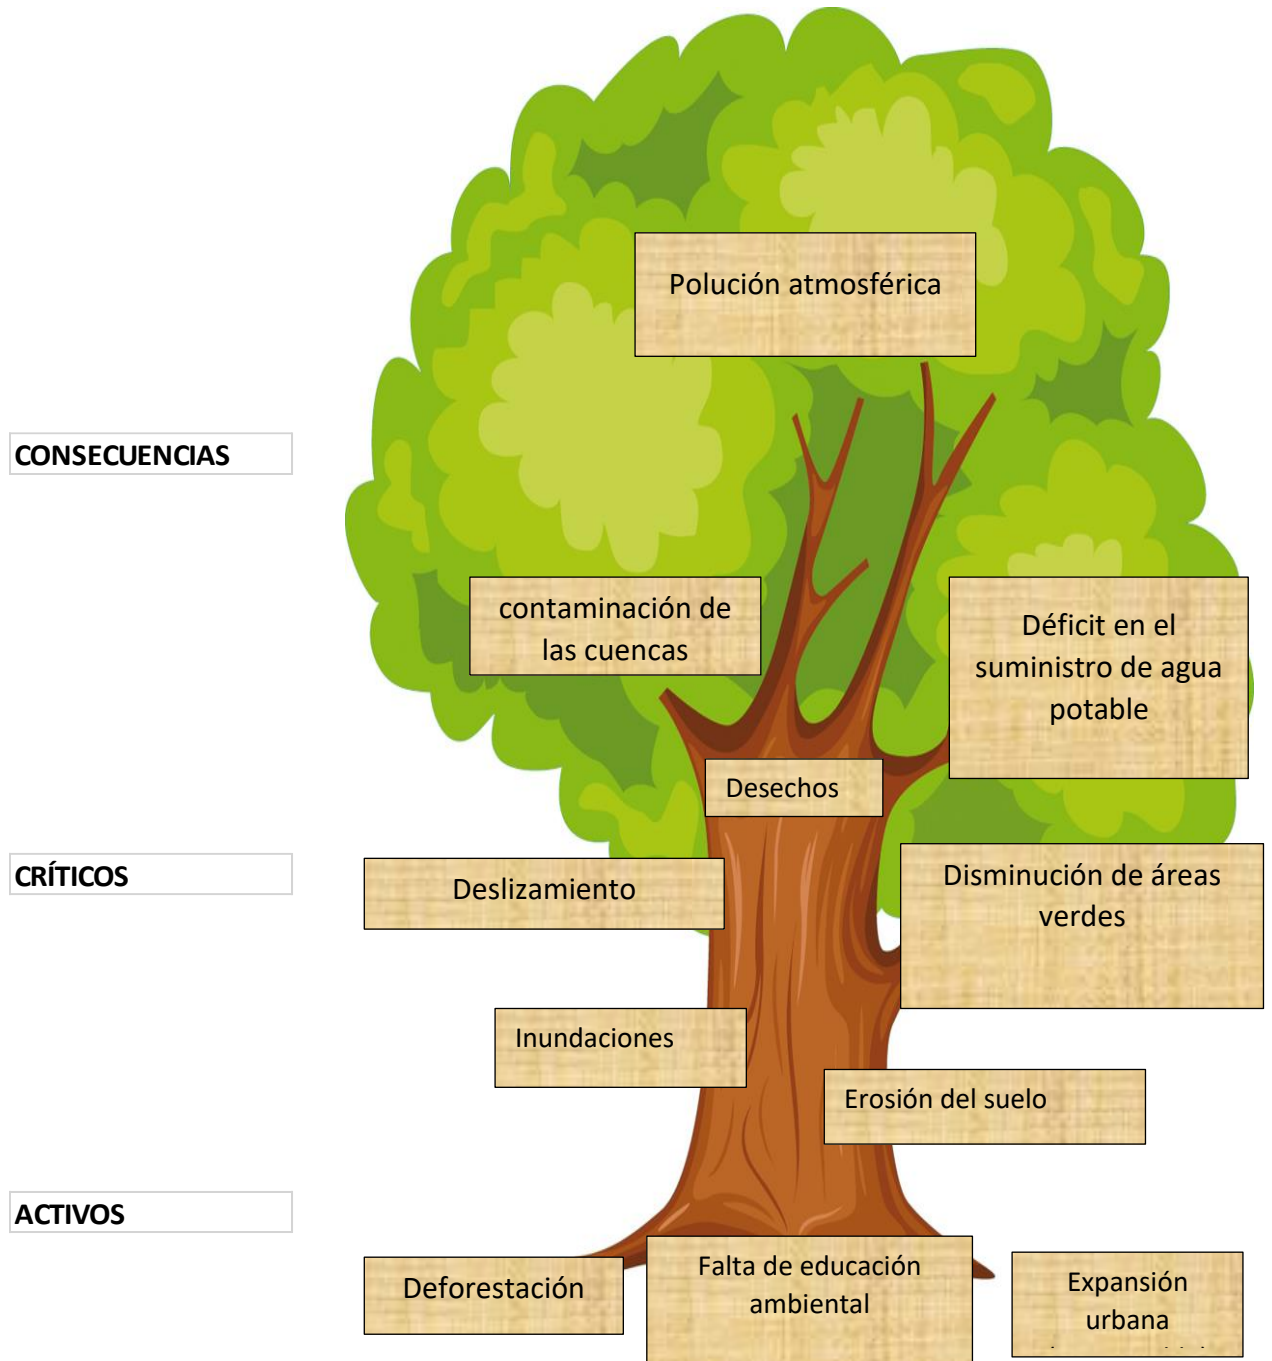 Polución atmosférica
CONSECUENCIAS
contaminación de
las cuencas
Déficit en el
suministro de agua
potable
Desechos
CRÍTICOS
Deslizamiento
Disminución de áreas
verdes
Inundaciones
Erosión del suelo
ACTIVOS
Deforestación
Falta de educación
ambiental
Expansión
urbana